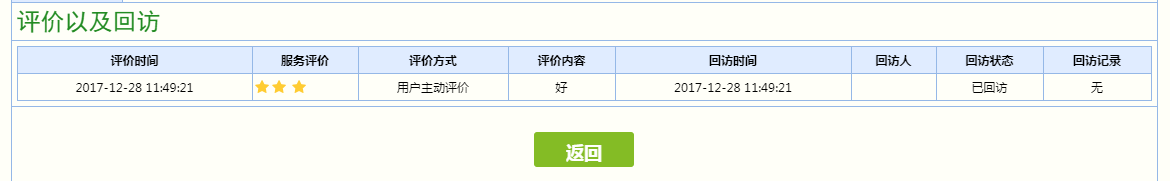 评价以及回访
评价时间 服务评价 评价方式 评价内容 回访时间 回访人 回访状态 回访记录
2017-12-28 11:49:21 用户主动评价 好 2017-12-28 11:49:21 已回访 无
返回